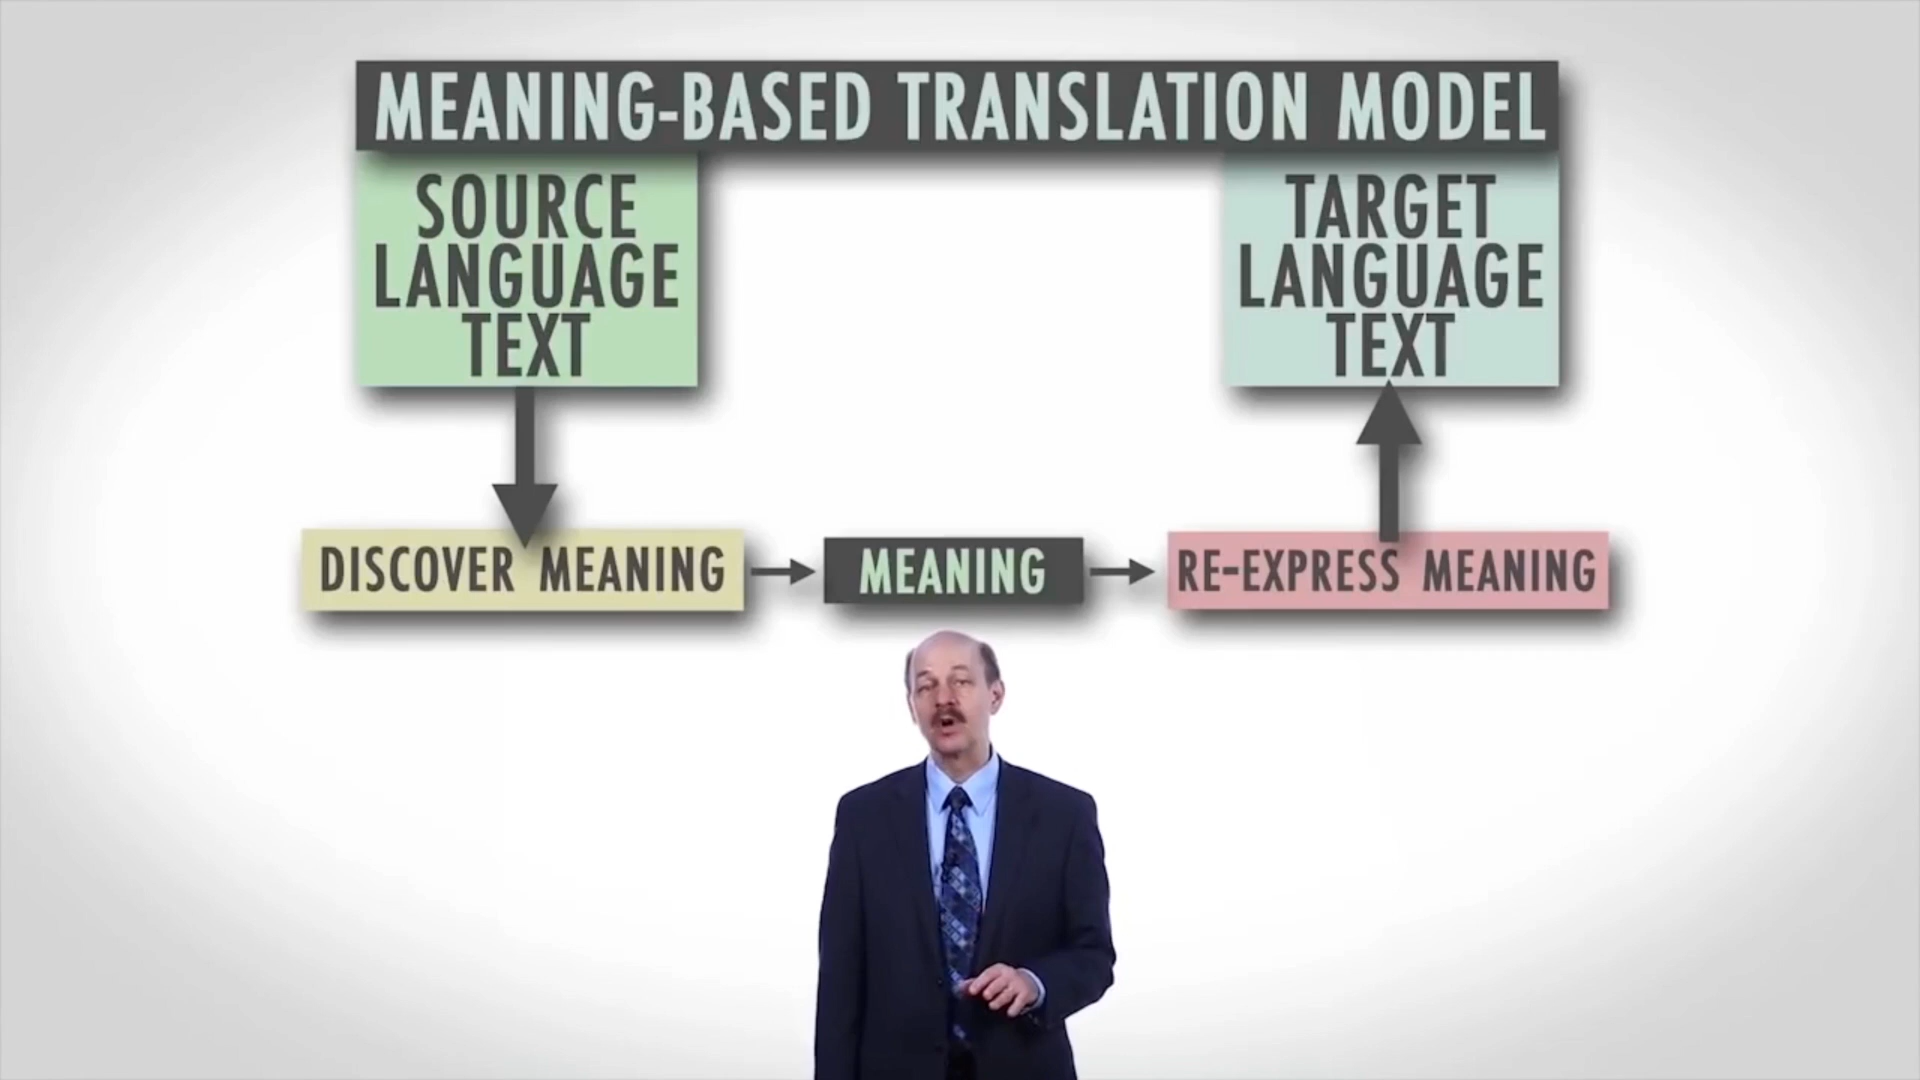 MEANING-BASED TRANSLATION MODEL
SOURCE
LANGUAGE
TEXT
TARGET
LANGUAGE
TEXT
DISCOVER MEANING
MEANING
RE-EXPRESS MEANING